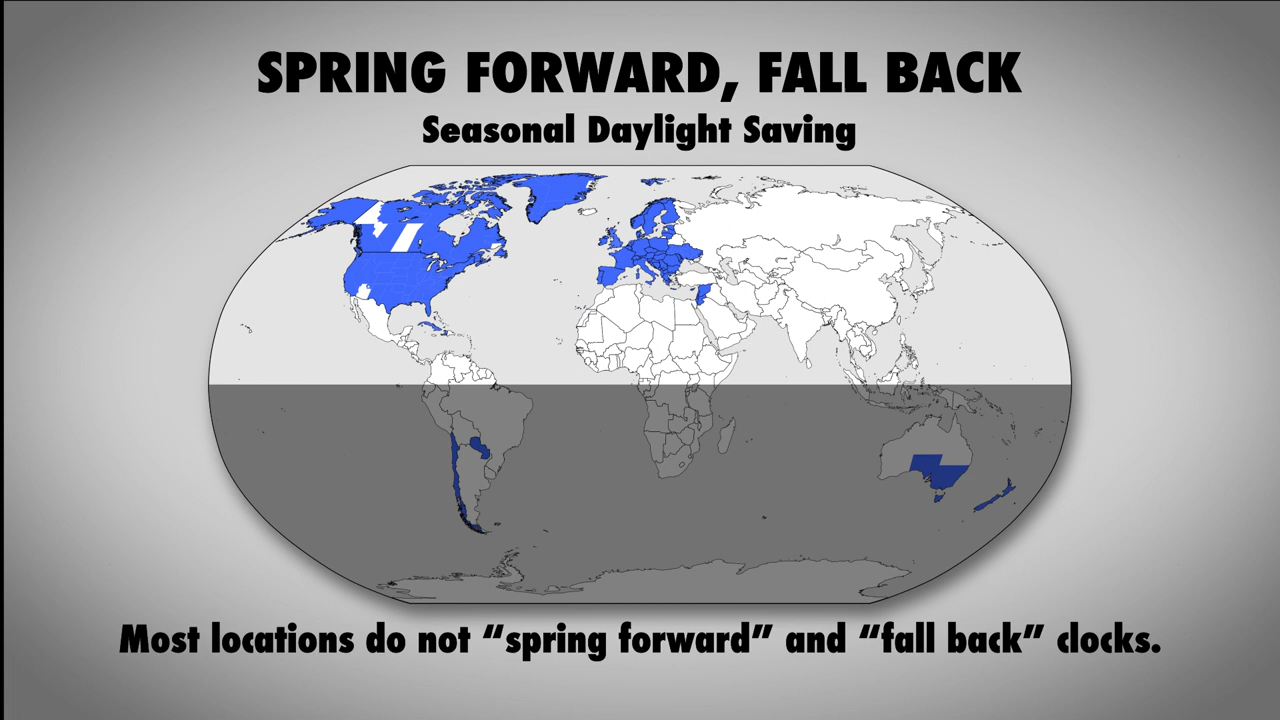 SPRING FORWARD, FALL BACK
Seasonal Daylight Saving
Most locations do not “spring forward” and “fall back” clocks.